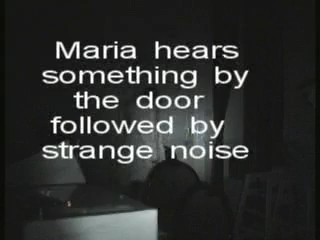 Maria hears
something by
the door
followed by
strange noise